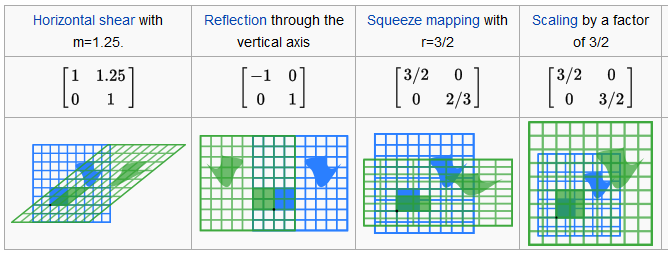 Horizontal shear with
m=1.25.
Reflection through the
vertical axis
Squeeze mapping with
r=3/2
Scaling by a factor
of 3/2
[1 1.25
0 1]
[−1 0
0 1]
[3/2 0
0 2/3]
[3/2 0
0 3/2]